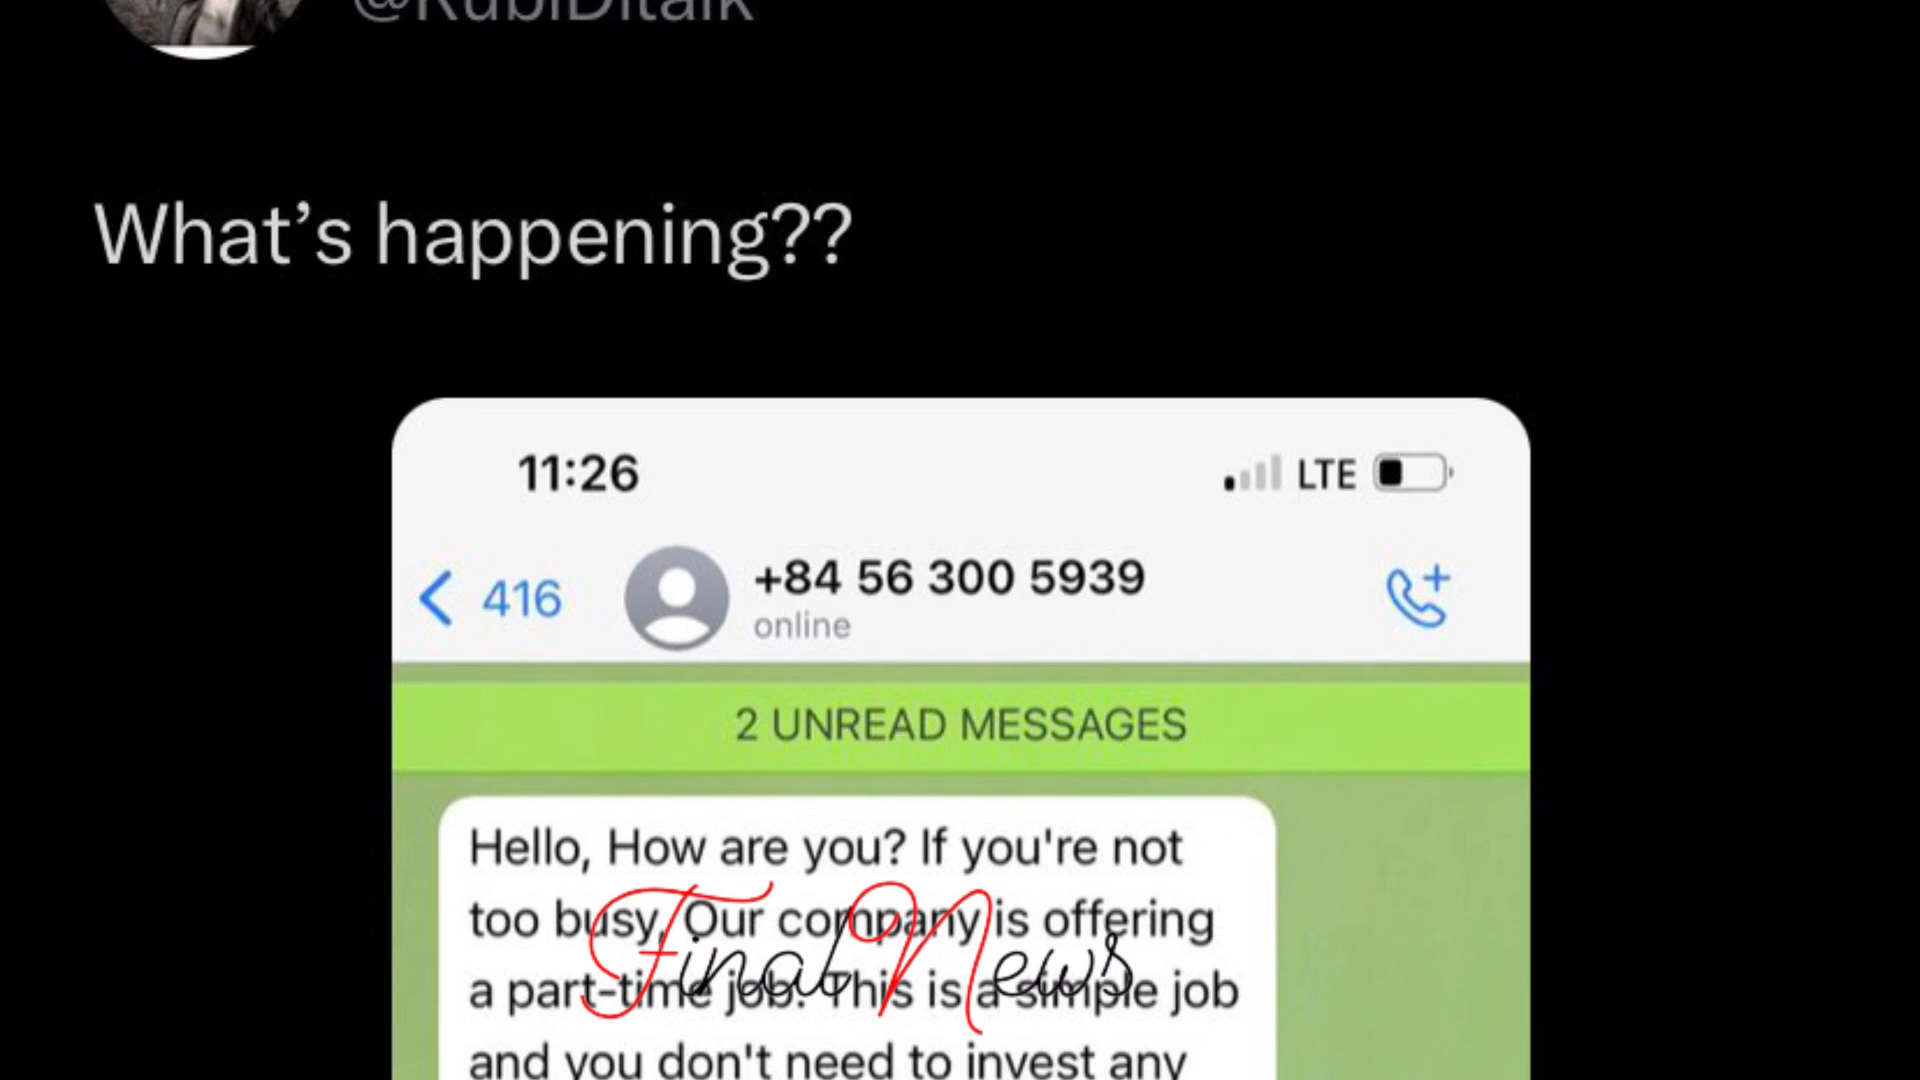 @RubiDitalk
What's happening??
11:26 LTE
416 +84 56 300 5939
online
2 UNREAD MESSAGES
Hello, How are you? If you're not
too busy, Our company is offering
a part-time job. This is a simple job
and you don't need to invest any
Final News